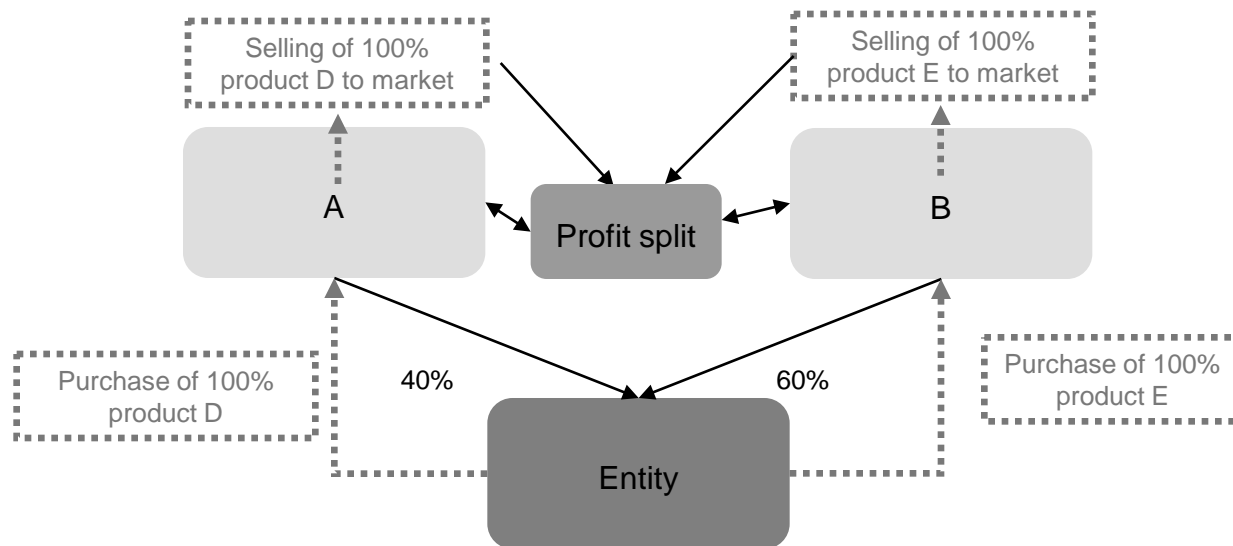 Selling of 100%
product D to market
Selling of 100%
product E to market
A
Profit split
B
Purchase of 100%
product D
40%
60%
Purchase of 100%
product E
Entity